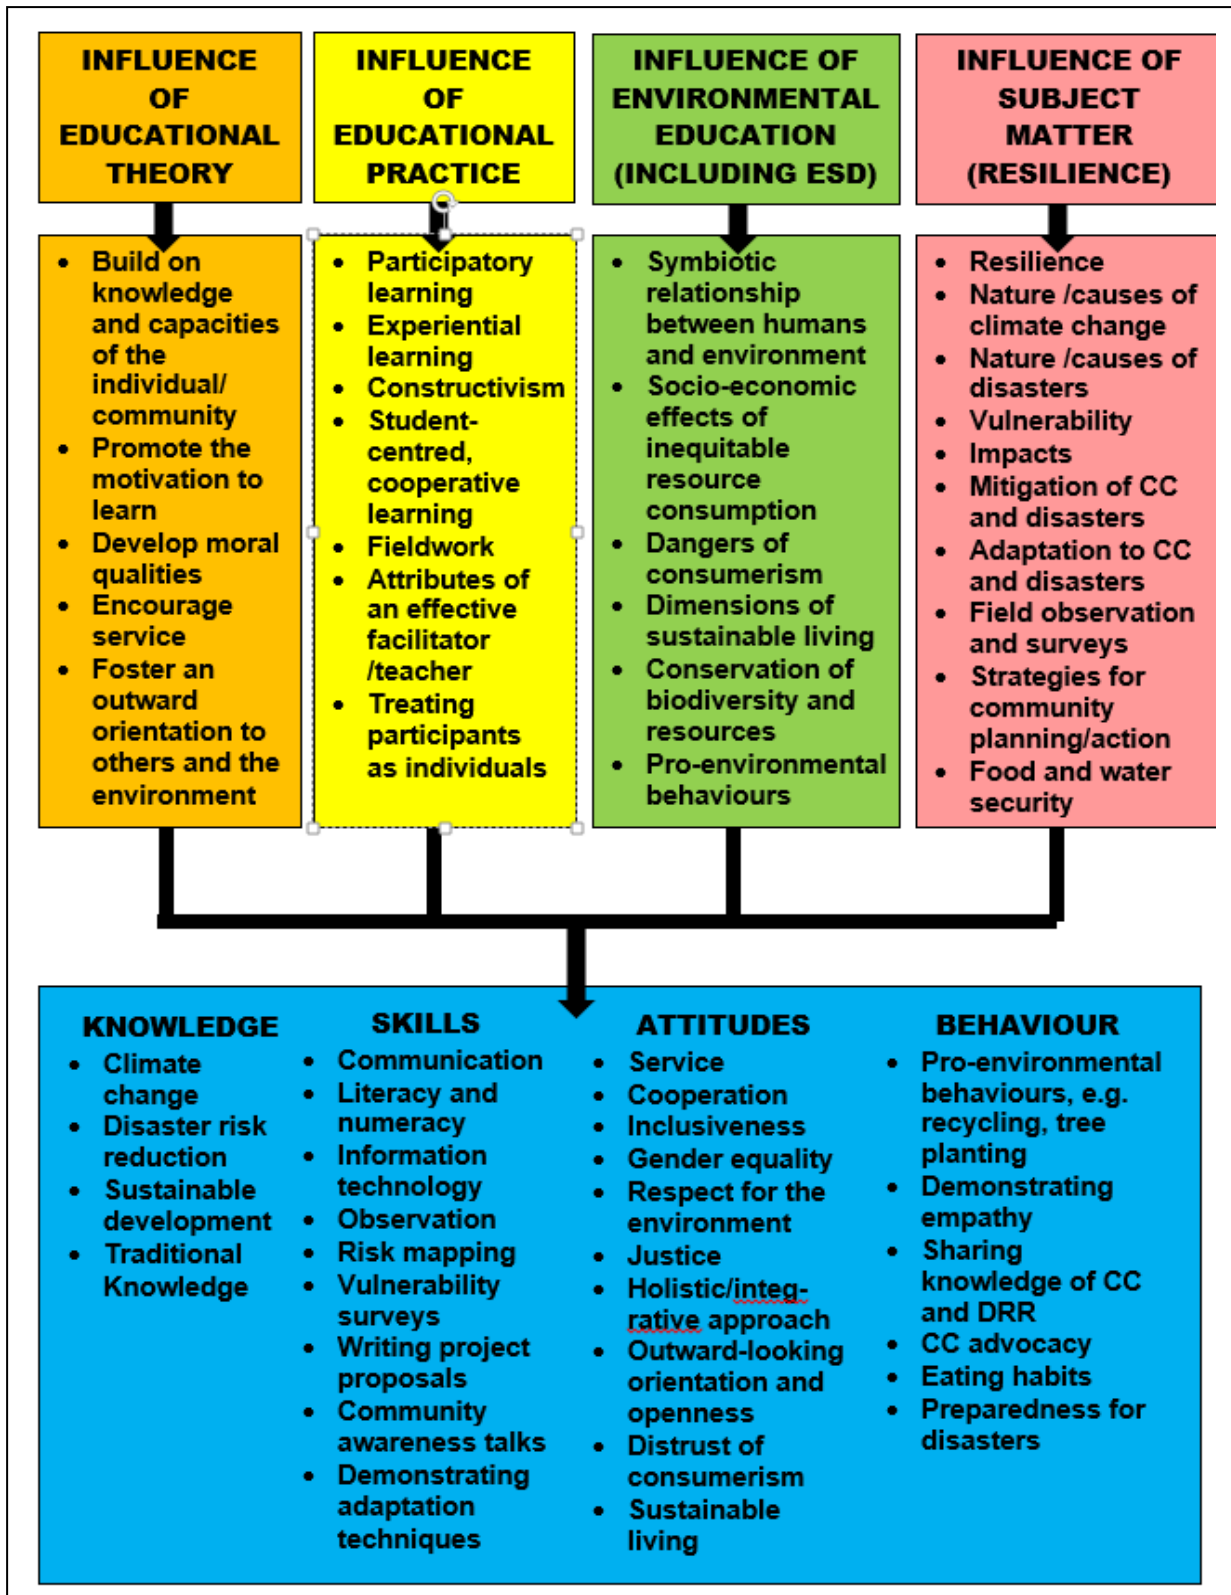 INFLUENCE
OF
EDUCATIONAL
THEORY
INFLUENCE
OF
EDUCATIONAL
PRACTICE
INFLUENCE OF
ENVIRONMENTAL
EDUCATION
(INCLUDING ESD)
INFLUENCE OF
SUBJECT
MATTER
(RESILIENCE)
• Build on
knowledge
and capacities
of the
individual/
community
• Promote the
motivation to
learn
• Develop moral
qualities
• Encourage
service
• Foster an
outward
orientation to
others and the
environment
• Participatory
learning
• Experiential
learning
• Constructivism
• Student-
centred,
cooperative
learning
• Fieldwork
• Attributes of
an effective
facilitator
/teacher
• Treating
participants
as individuals
• Symbiotic
relationship
between humans
and environment
• Socio-economic
effects of
inequitable
resource
consumption
• Dangers of
consumerism
• Dimensions of
sustainable living
• Conservation of
biodiversity and
resources
• Pro-environmental
behaviours
• Resilience
• Nature /causes of
climate change
• Nature /causes of
disasters
• Vulnerability
• Impacts
• Mitigation of CC
and disasters
• Adaptation to CC
and disasters
• Field observation
and surveys
• Strategies for
community
planning/action
• Food and water
security
KNOWLEDGE
• Climate
change
• Disaster risk
reduction
• Sustainable
development
• Traditional
Knowledge
SKILLS
• Communication
• Literacy and
numeracy
• Information
technology
• Observation
• Risk mapping
• Vulnerability
surveys
• Writing project
proposals
• Community
awareness talks
• Demonstrating
adaptation
techniques
ATTITUDES
• Service
• Cooperation
• Inclusiveness
• Gender equality
• Respect for the
environment
• Justice
• Holistic/integ-
rative approach
• Outward-looking
orientation and
openness
• Distrust of
consumerism
• Sustainable
living
BEHAVIOUR
• Pro-environmental
behaviours, e.g.
recycling, tree
planting
• Demonstrating
empathy
• Sharing
knowledge of CC
and DRR
• CC advocacy
• Eating habits
• Preparedness for
disasters